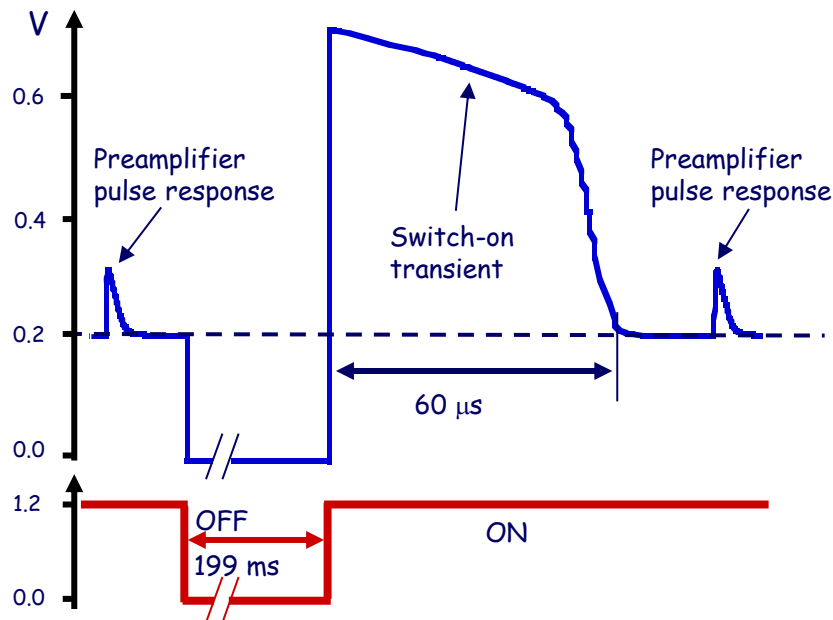 V
0.6
Preamplifier
pulse response
Preamplifier
pulse response
0.4
Switch-on
transient
0.2
60 μs
0.0
1.2
OFF
ON
199 ms
0.0